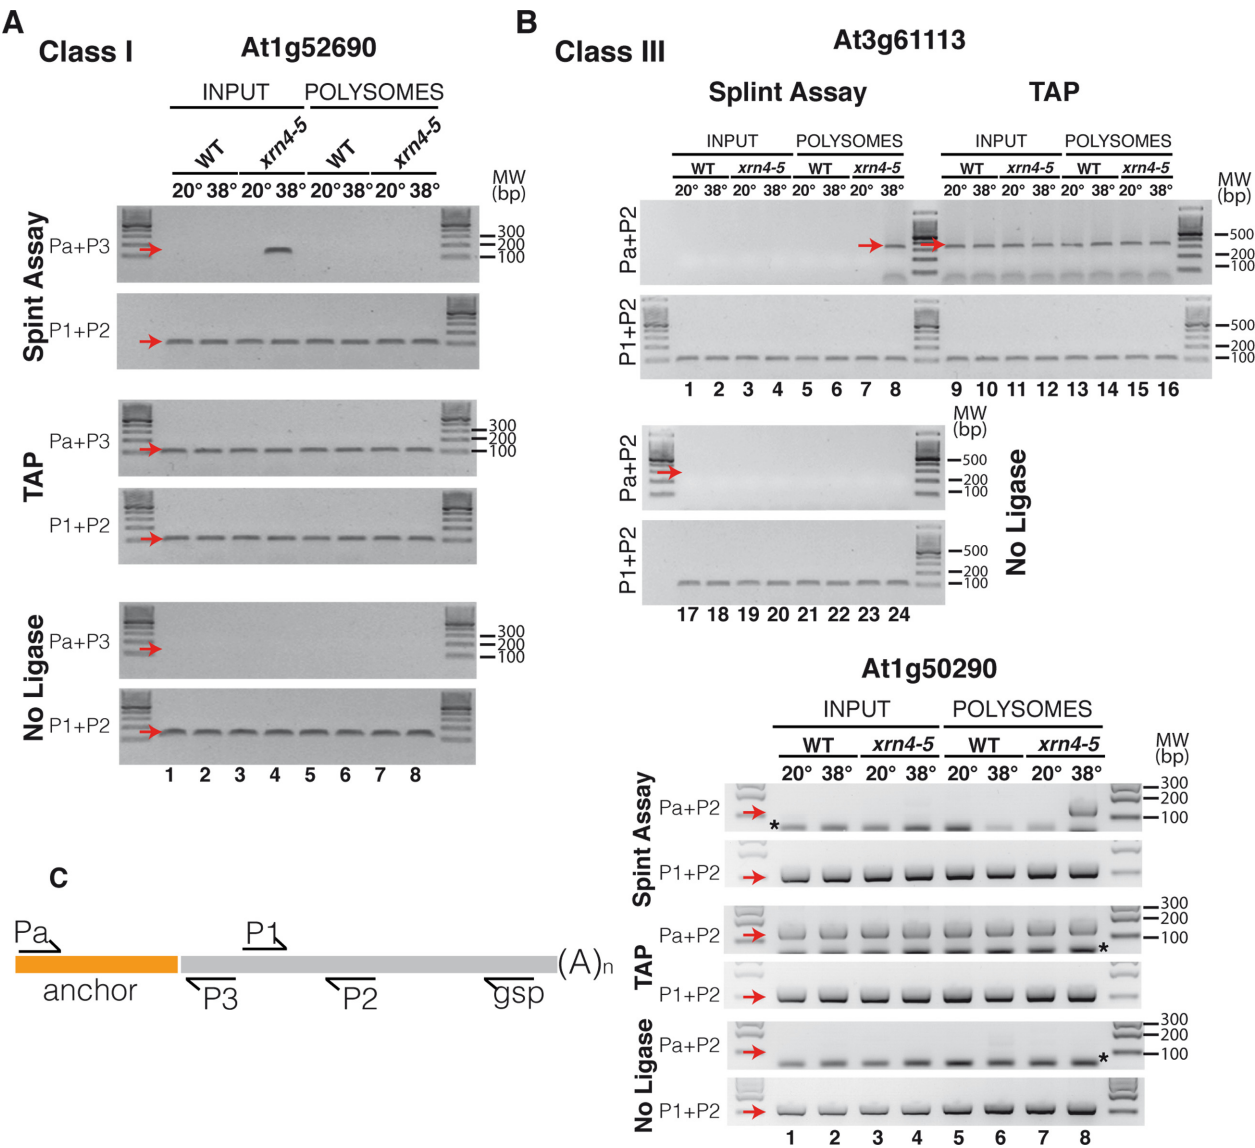 A
Class I
At1g52690
INPUT POLYSOMES
WT xrn4-5 WT xrn4-5
20° 38° 20° 38° 20° 38° 20° 38°
MW
(bp)
Spint Assay
Pa+P3
300
200
100
P1+P2
TAP
Pa+P3
300
200
100
P1+P2
No Ligase
Pa+P3
300
200
100
P1+P2
1 2 3 4 5 6 7 8
B
Class III
At3g61113
Splint Assay TAP
INPUT POLYSOMES INPUT POLYSOMES
WT xrn4-5 WT xrn4-5 WT xrn4-5 WT xrn4-5
20° 38° 20° 38° 20° 38° 20° 38° 20° 38° 20° 38° 20° 38° 20° 38°
MW
(bp)
Pa+P2
500
200
100
P1+P2
500
200
100
1 2 3 4 5 6 7 8 9 10 11 12 13 14 15 16
MW
(bp)
Pa+P2
500
200
100
No Ligase
P1+P2
500
200
100
17 18 19 20 21 22 23 24
At1g50290
INPUT POLYSOMES
WT xrn4-5 WT xrn4-5
20° 38° 20° 38° 20° 38° 20° 38°
MW
(bp)
Spint Assay
Pa+P2
*
300
200
100
P1+P2
TAP
Pa+P2
*
300
200
100
P1+P2
No Ligase
Pa+P2
*
300
200
100
P1+P2
1 2 3 4 5 6 7 8
C
Pa P1
(A)n
anchor P3 P2 gsp